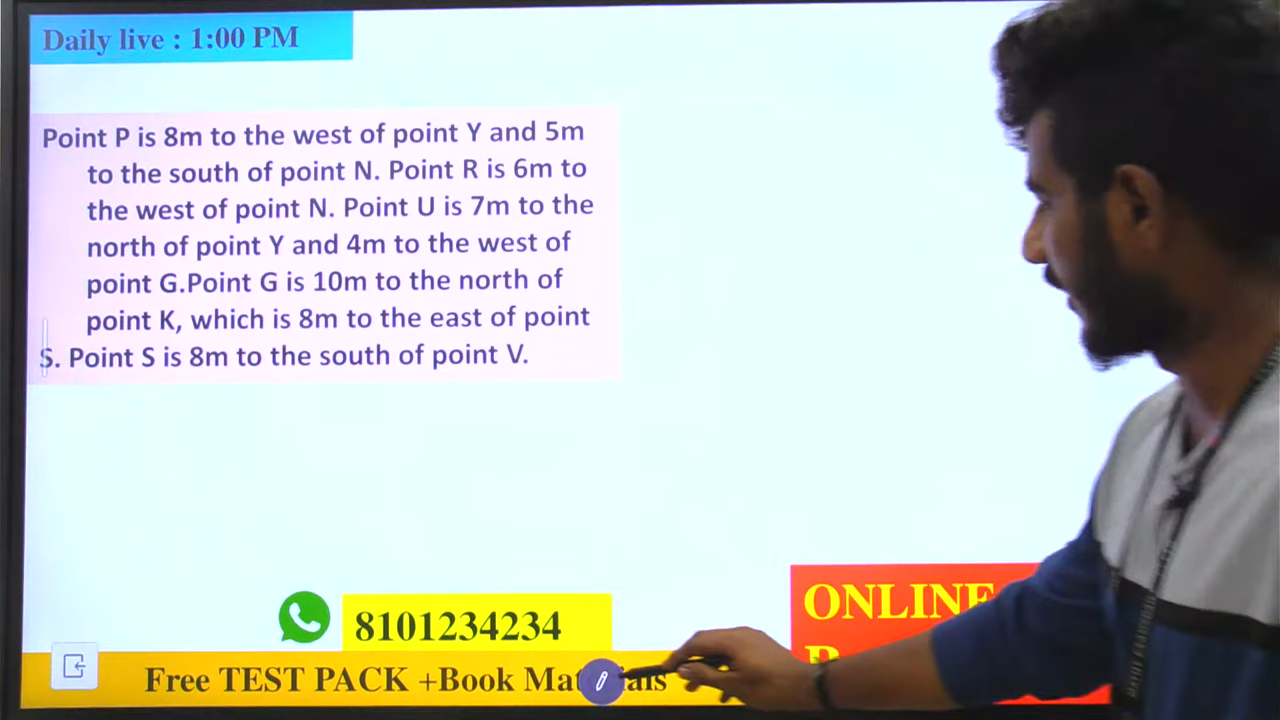 Daily live : 1:00 PM
Point P is 8m to the west of point Y and 5m
to the south of point N. Point R is 6m to
the west of point N. Point U is 7m to the
north of point Y and 4m to the west of
point G.Point G is 10m to the north of
point K, which is 8m to the east of point
S. Point S is 8m to the south of point V.
8101234234
ONLINE
Free TEST PACK +Book